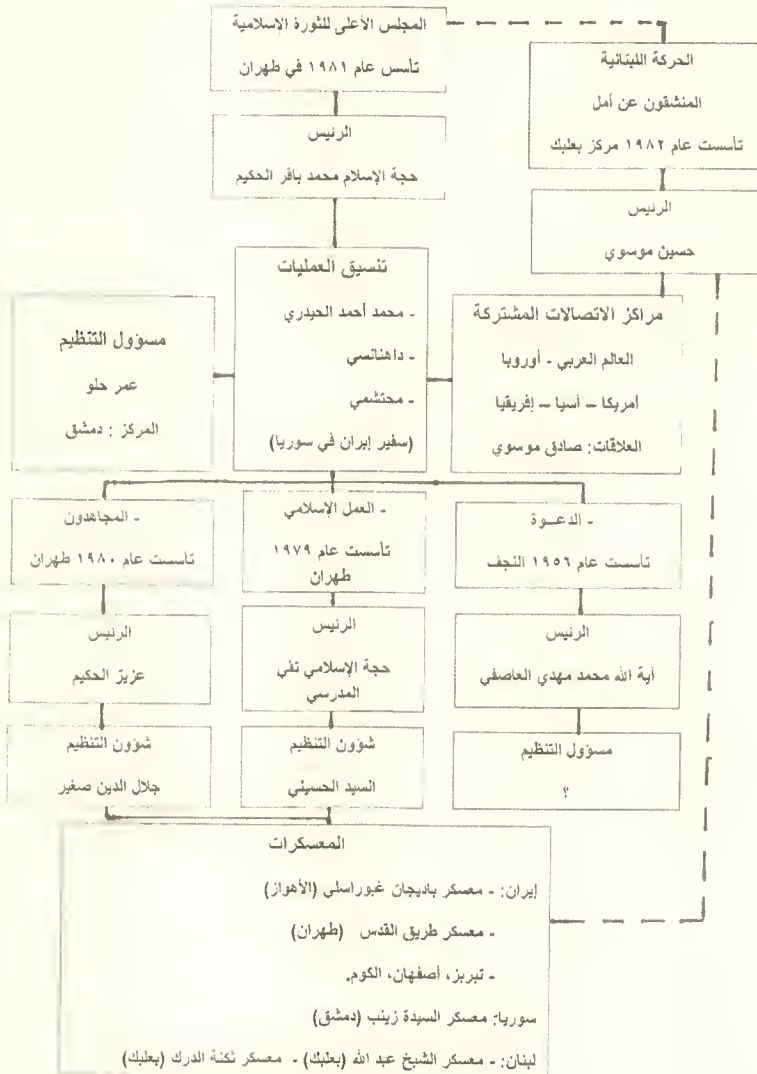 المجلس الأعلى للثورة الإسلامية
تأسس عام ١٩٨١ في طهران
الحركة اللبنانية
المنشقون عن أمل
تأسست عام ١٩٨٢ مركز بعلبك
الرئيس
حجة الإسلام محمد باقر الحكيم
الرئيس
حسين موسوي
تنسيق العمليات
- محمد أحمد الحيدري
- داهنانسي
- محتشمي
(سفير إيران في سوريا)
مراكز الاتصالات المشتركة
العالم العربي - أوروبا
أمريكا – آسيا – إفريقيا
العلاقات: صادق موسوي
مسؤول التنظيم
عمر حلو
المركز : دمشق
- الدعــوة
تأسست عام ١٩٥٦ النجف
- العمل الإسلامي
تأسست عام ١٩٧٩
طهران
- المجاهدون
تأسست عام ١٩٨٠ طهران
الرئيس
آية الله محمد مهدي العاصفي
الرئيس
حجة الإسلامي تقي
المدرسي
الرئيس
عزيز الحكيم
مسؤول التنظيم
؟
شؤون التنظيم
السيد الحسيني
شؤون التنظيم
جلال الدين صغير
المعسكرات
إيران: - معسكر باديجان غبوراسلي (الأهواز)
- معسكر طريق القدس (طهران)
- تبريز، أصفهان، الكوم.
سوريا: معسكر السيدة زينب (دمشق)
لبنان: - معسكر الشيخ عبد الله (بعلبك) - معسكر ثكنة الدرك (بعلبك)